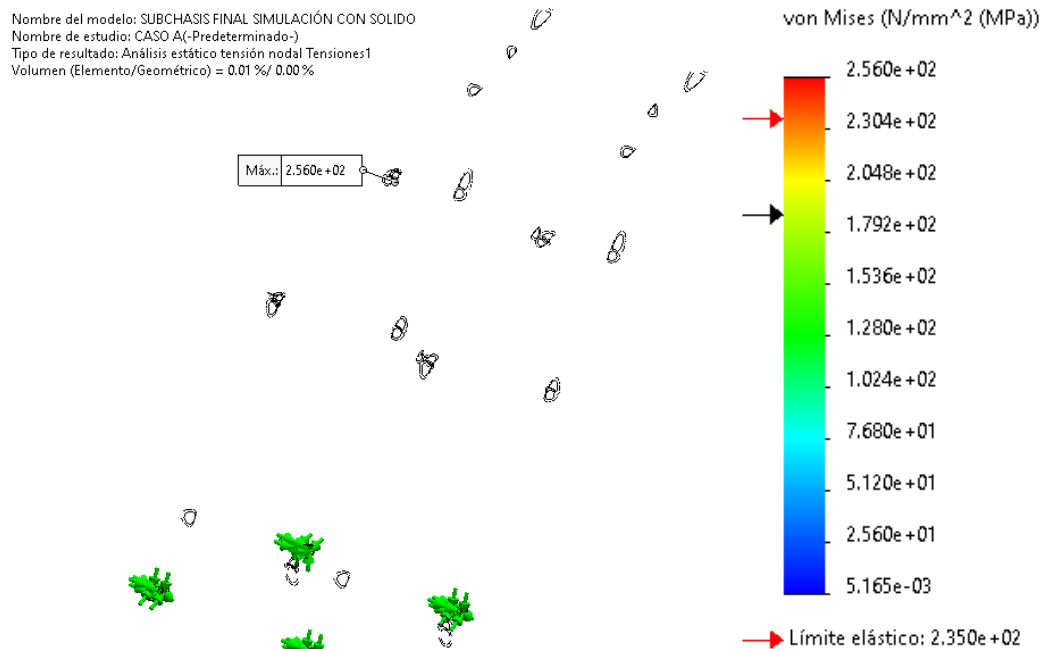 Nombre del modelo: SUBCHASIS FINAL SIMULACIÓN CON SOLIDO
Nombre de estudio: CASO A(-Predeterminado-)
Tipo de resultado: Análisis estático tensión nodal Tensiones1
Volumen (Elemento/Geométrico) = 0.01 %/ 0.00 %
Máx.: 2.560e+02
von Mises (N/mm^2 (MPa))
2.560e+02
2.304e+02
2.048e+02
1.792e+02
1.536e+02
1.280e+02
1.024e+02
7.680e+01
5.120e+01
2.560e+01
5.165e-03
Límite elástico: 2.350e+02